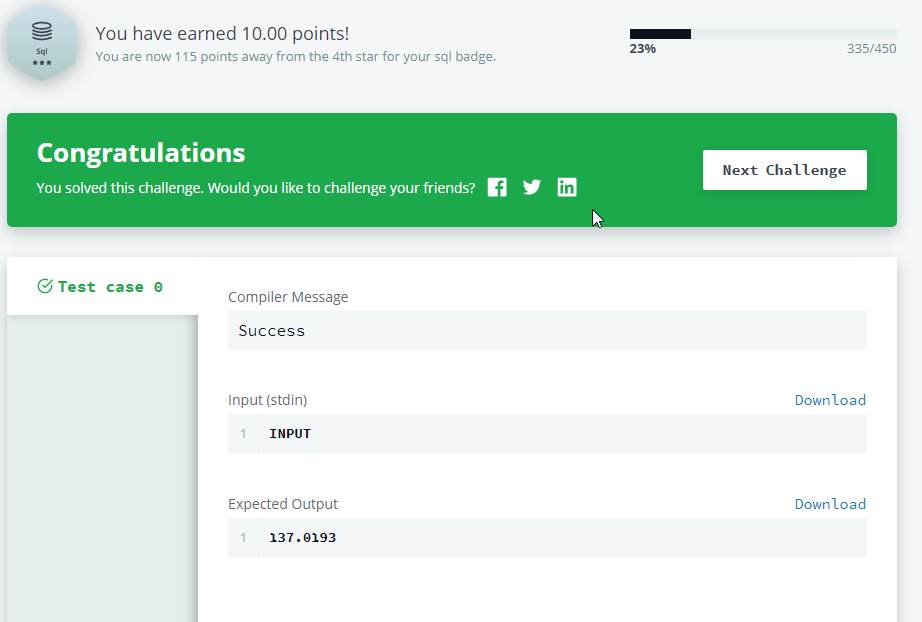 Sql
You have earned 10.00 points!
You are now 115 points away from the 4th star for your sql badge.
23%
335/450
Congratulations
You solved this challenge. Would you like to challenge your friends?
Next Challenge
Test case 0
Compiler Message
Success
Input (stdin)
Download
1
INPUT
Expected Output
Download
1
137.0193